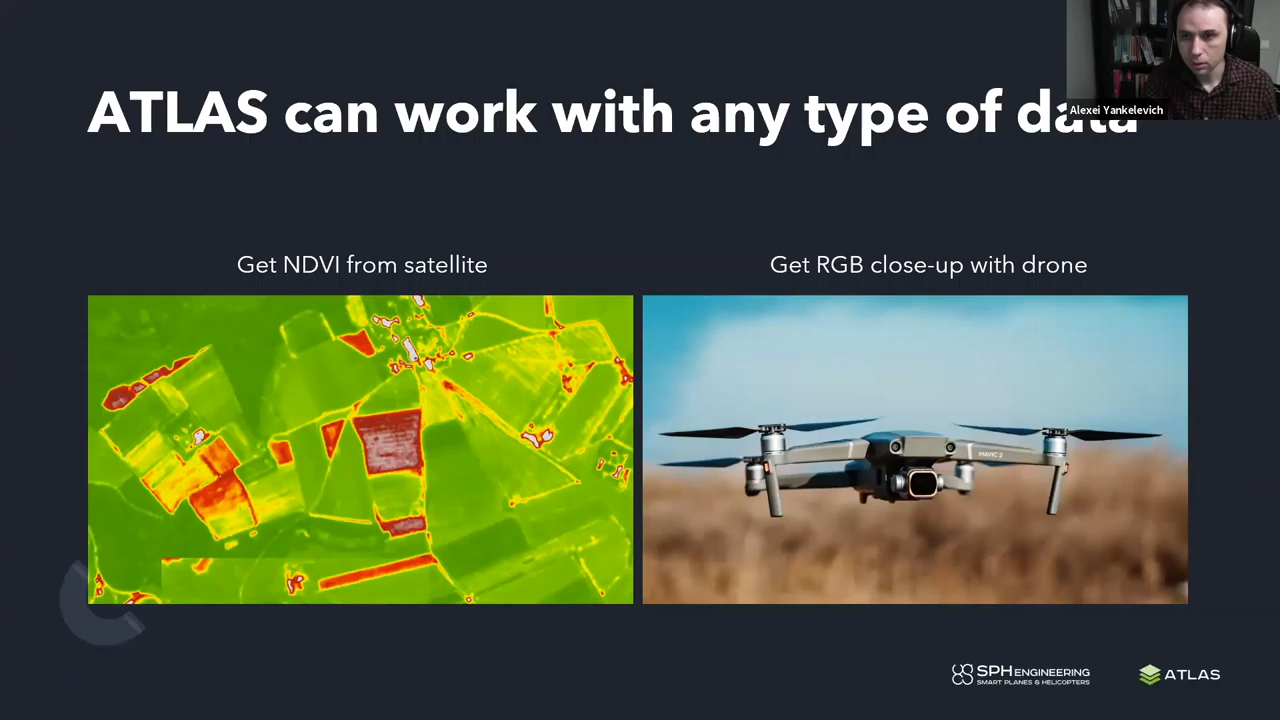 ATLAS can work with any type of data
Alexei Yankelevich
Get NDVI from satellite
Get RGB close-up with drone
MAVIC 2
SPH ENGINEERING
SMART PLANES & HELICOPTERS
ATLAS